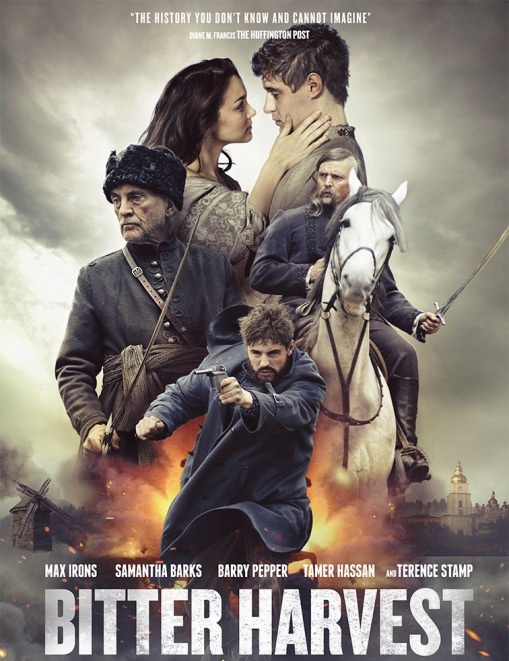 "THE HISTORY YOU DON'T KNOW AND CANNOT IMAGINE"
DIANE M. FRANCIS THE HUFFINGTON POST
MAX IRONS SAMANTHA BARKS BARRY PEPPER TAMER HASSAN AND TERENCE STAMP
BITTER HARVEST